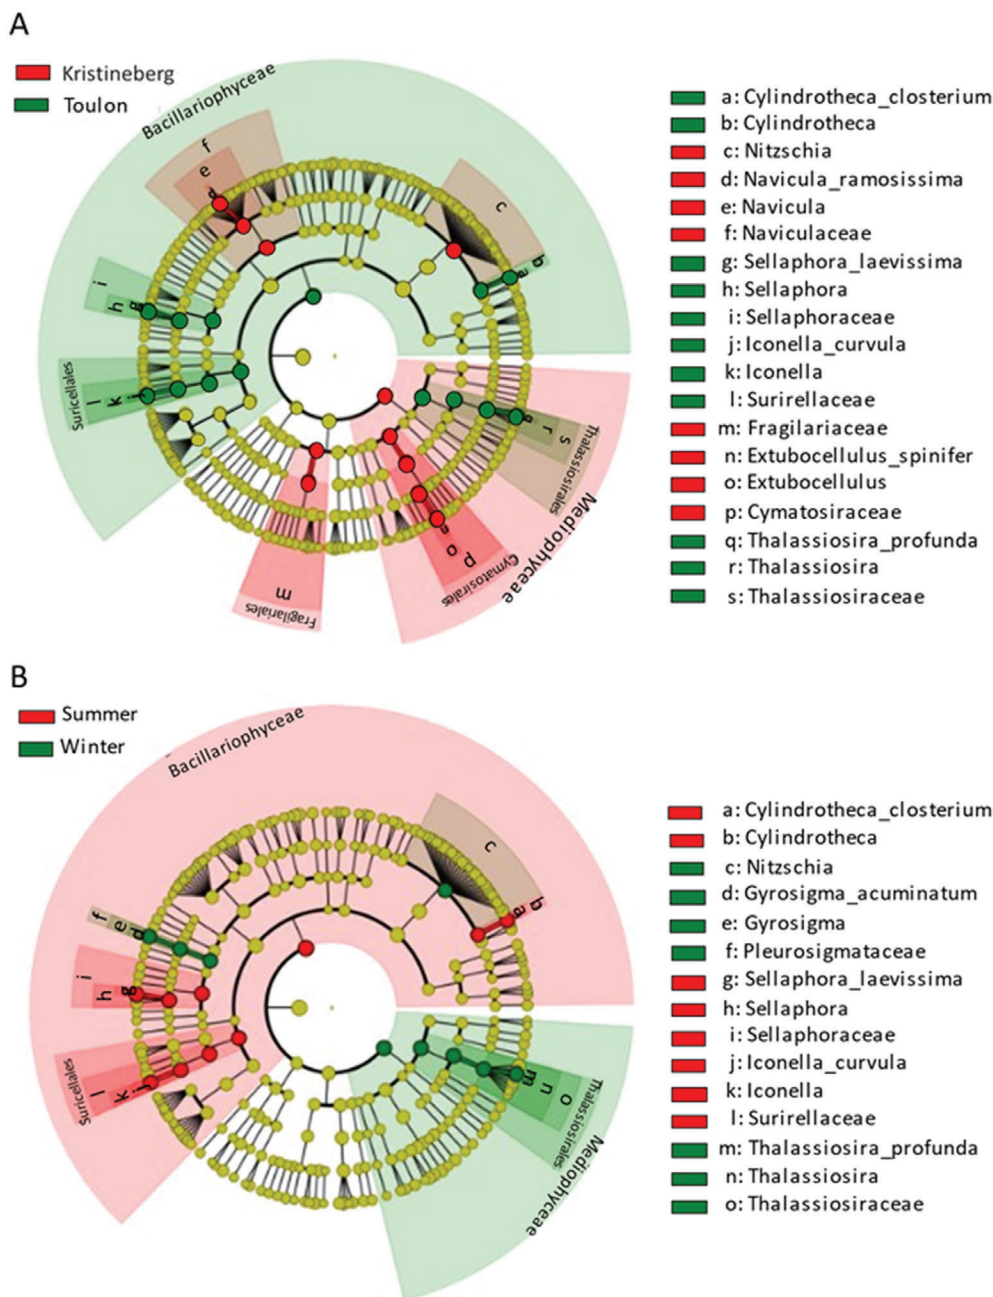 A
Kristineberg
Toulon
Bacillariophyceae
f
e
d
c
b
a
i
h
g
Suricellales
l
k
j
m
Fragilariales
n
o
p
Cymatosirales
Mediophyceae
q
r
s
Thalassiosirales
a: Cylindrotheca_closterium
b: Cylindrotheca
c: Nitzschia
d: Navicula_ramosissima
e: Navicula
f: Naviculaceae
g: Sellaphora_laevissima
h: Sellaphora
i: Sellaphoraceae
j: Iconella_curvula
k: Iconella
l: Surirellaceae
m: Fragilariaceae
n: Extubocellulus_spinifer
o: Extubocellulus
p: Cymatosiraceae
q: Thalassiosira_profunda
r: Thalassiosira
s: Thalassiosiraceae
B
Summer
Winter
Bacillariophyceae
c
b
a
f
e
d
i
h
g
Suricellales
l
k
j
m
n
o
Thalassiosirales
Mediophyceae
a: Cylindrotheca_closterium
b: Cylindrotheca
c: Nitzschia
d: Gyrosigma_acuminatum
e: Gyrosigma
f: Pleurosigmataceae
g: Sellaphora_laevissima
h: Sellaphora
i: Sellaphoraceae
j: Iconella_curvula
k: Iconella
l: Surirellaceae
m: Thalassiosira_profunda
n: Thalassiosira
o: Thalassiosiraceae